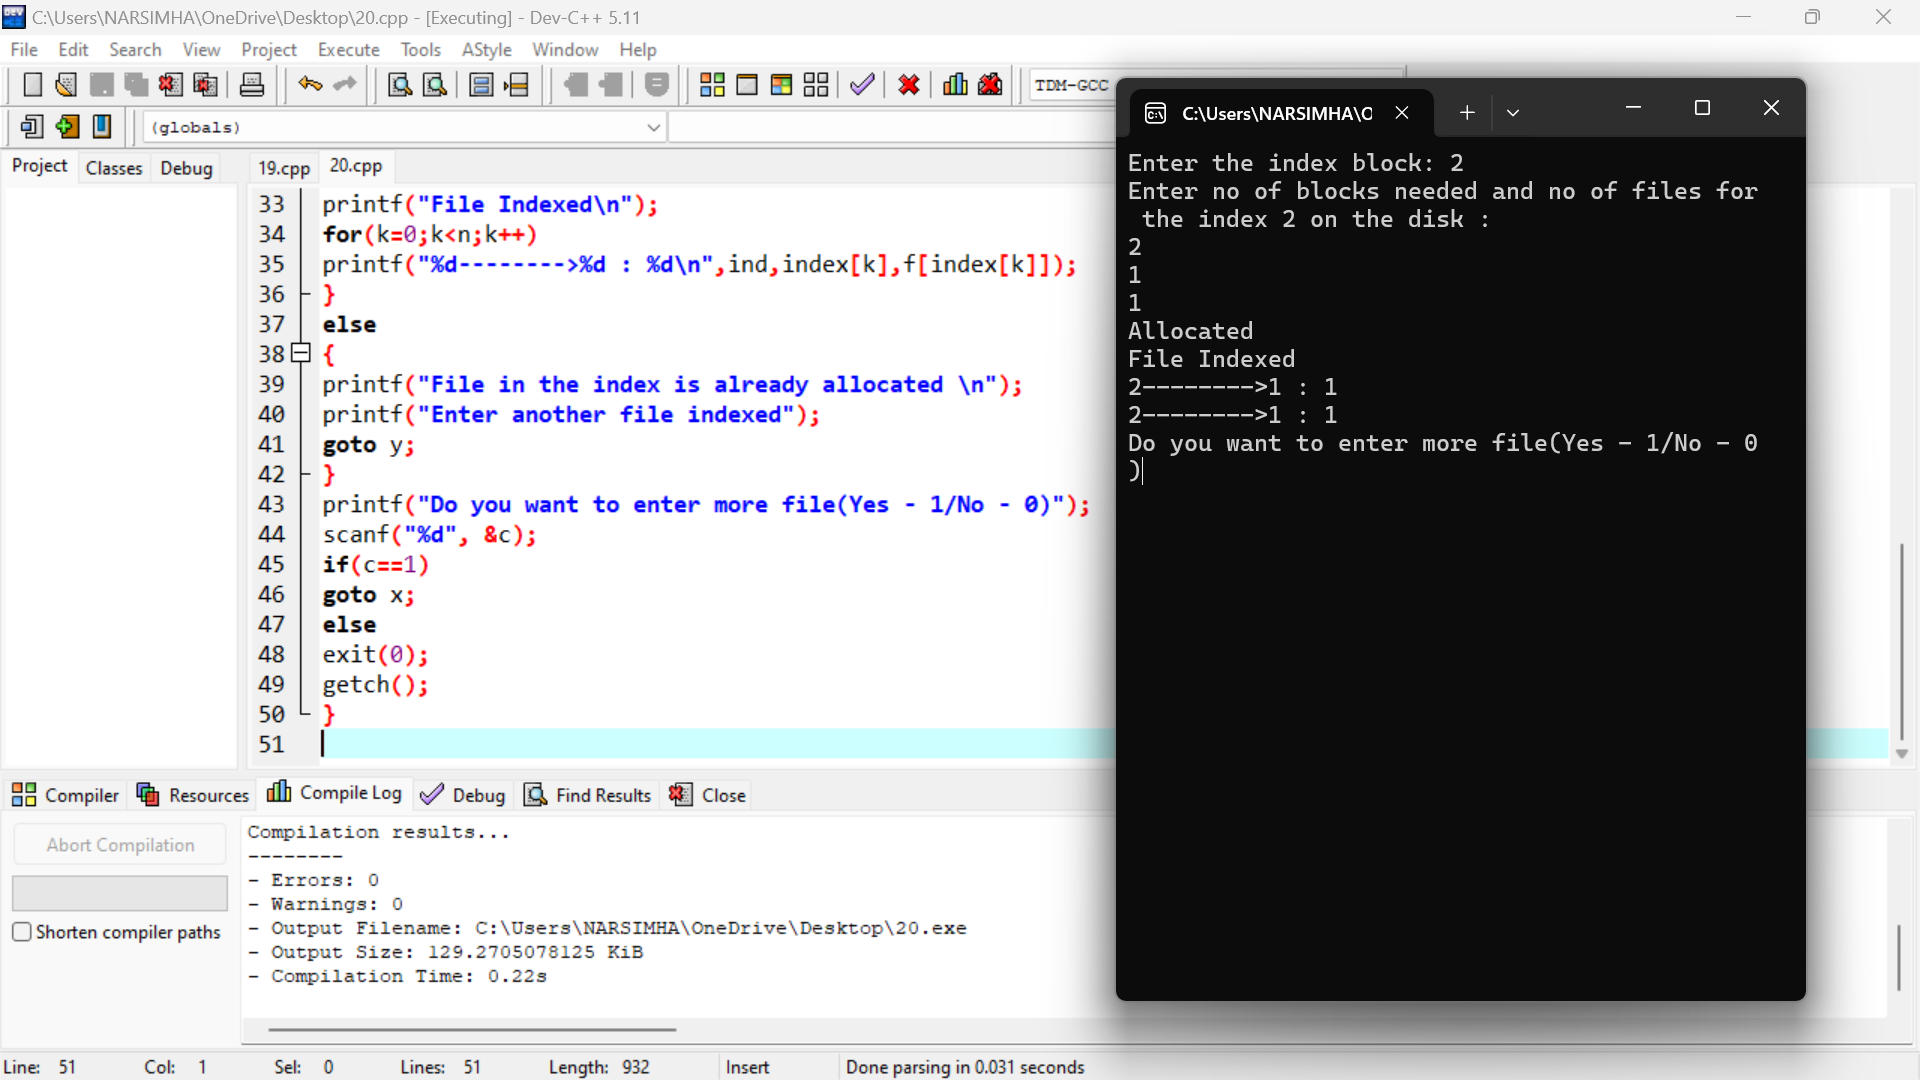 C:\Users\NARSIMHA\OneDrive\Desktop\20.cpp - [Executing] - Dev-C++ 5.11
File Edit Search View Project Execute Tools AStyle Window Help
TDM-GCC
(globals)
Project Classes Debug
19.cpp 20.cpp
33 printf("File Indexed\n");
34 for(k=0;k<n;k++)
35 printf("%d-------->%d : %d\n",ind,index[k],f[index[k]]);
36 }
37 else
38 {
39 printf("File in the index is already allocated \n");
40 printf("Enter another file indexed");
41 goto y;
42 }
43 printf("Do you want to enter more file(Yes - 1/No - 0)");
44 scanf("%d", &c);
45 if(c==1)
46 goto x;
47 else
48 exit(0);
49 getch();
50 }
51
C:\Users\NARSIMHA\O
Enter the index block: 2
Enter no of blocks needed and no of files for
the index 2 on the disk :
2
1
1
Allocated
File Indexed
2-------->1 : 1
2-------->1 : 1
Do you want to enter more file(Yes - 1/No - 0
)
Compiler Resources Compile Log Debug Find Results Close
Abort Compilation
Shorten compiler paths
Compilation results...
--------
- Errors: 0
- Warnings: 0
- Output Filename: C:\Users\NARSIMHA\OneDrive\Desktop\20.exe
- Output Size: 129.2705078125 KiB
- Compilation Time: 0.22s
Line: 51 Col: 1 Sel: 0 Lines: 51 Length: 932 Insert Done parsing in 0.031 seconds